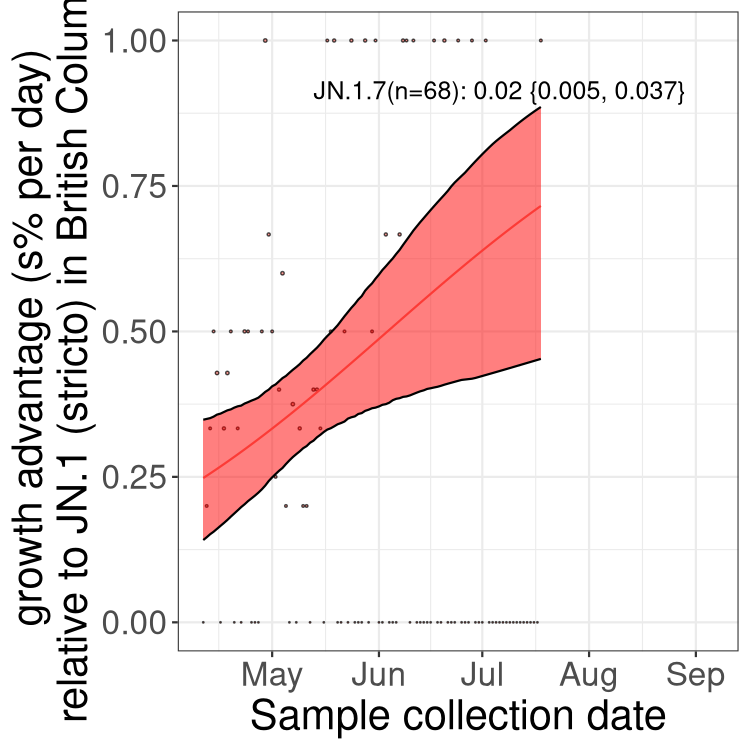 growth advantage (s% per day)
relative to JN.1 (stricto) in British Colum
1.00
0.75
0.50
0.25
0.00
JN.1.7(n=68): 0.02 {0.005, 0.037}
May Jun Jul Aug Sep
Sample collection date